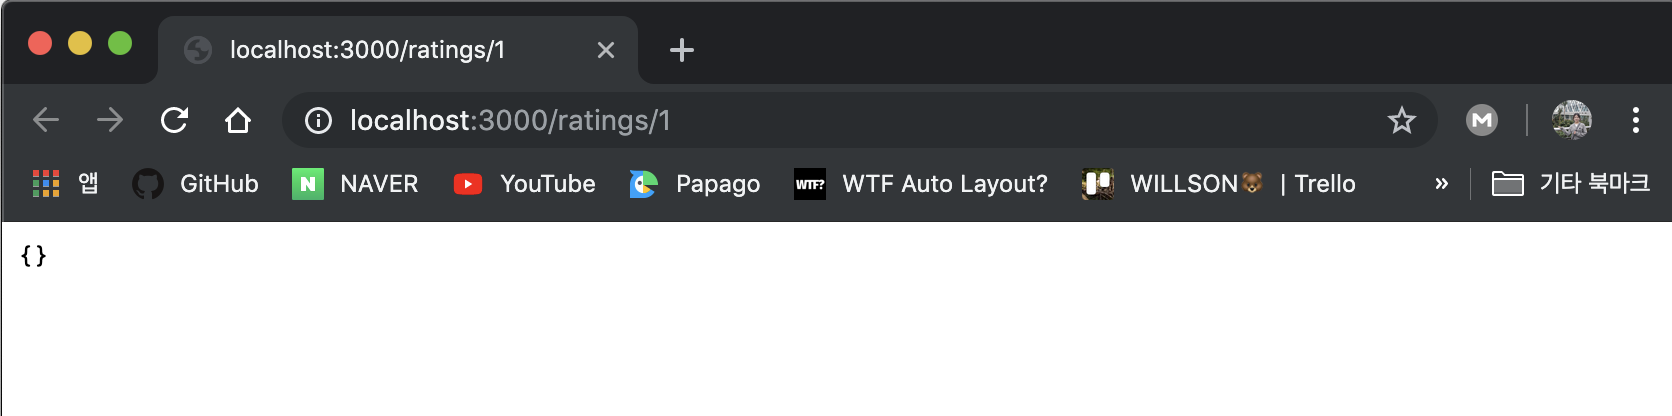 localhost:3000/ratings/1
localhost:3000/ratings/1
앱 GitHub N NAVER YouTube Papago WTF? WTF Auto Layout? WILLSON🐻 | Trello » 기타 북마크
{}